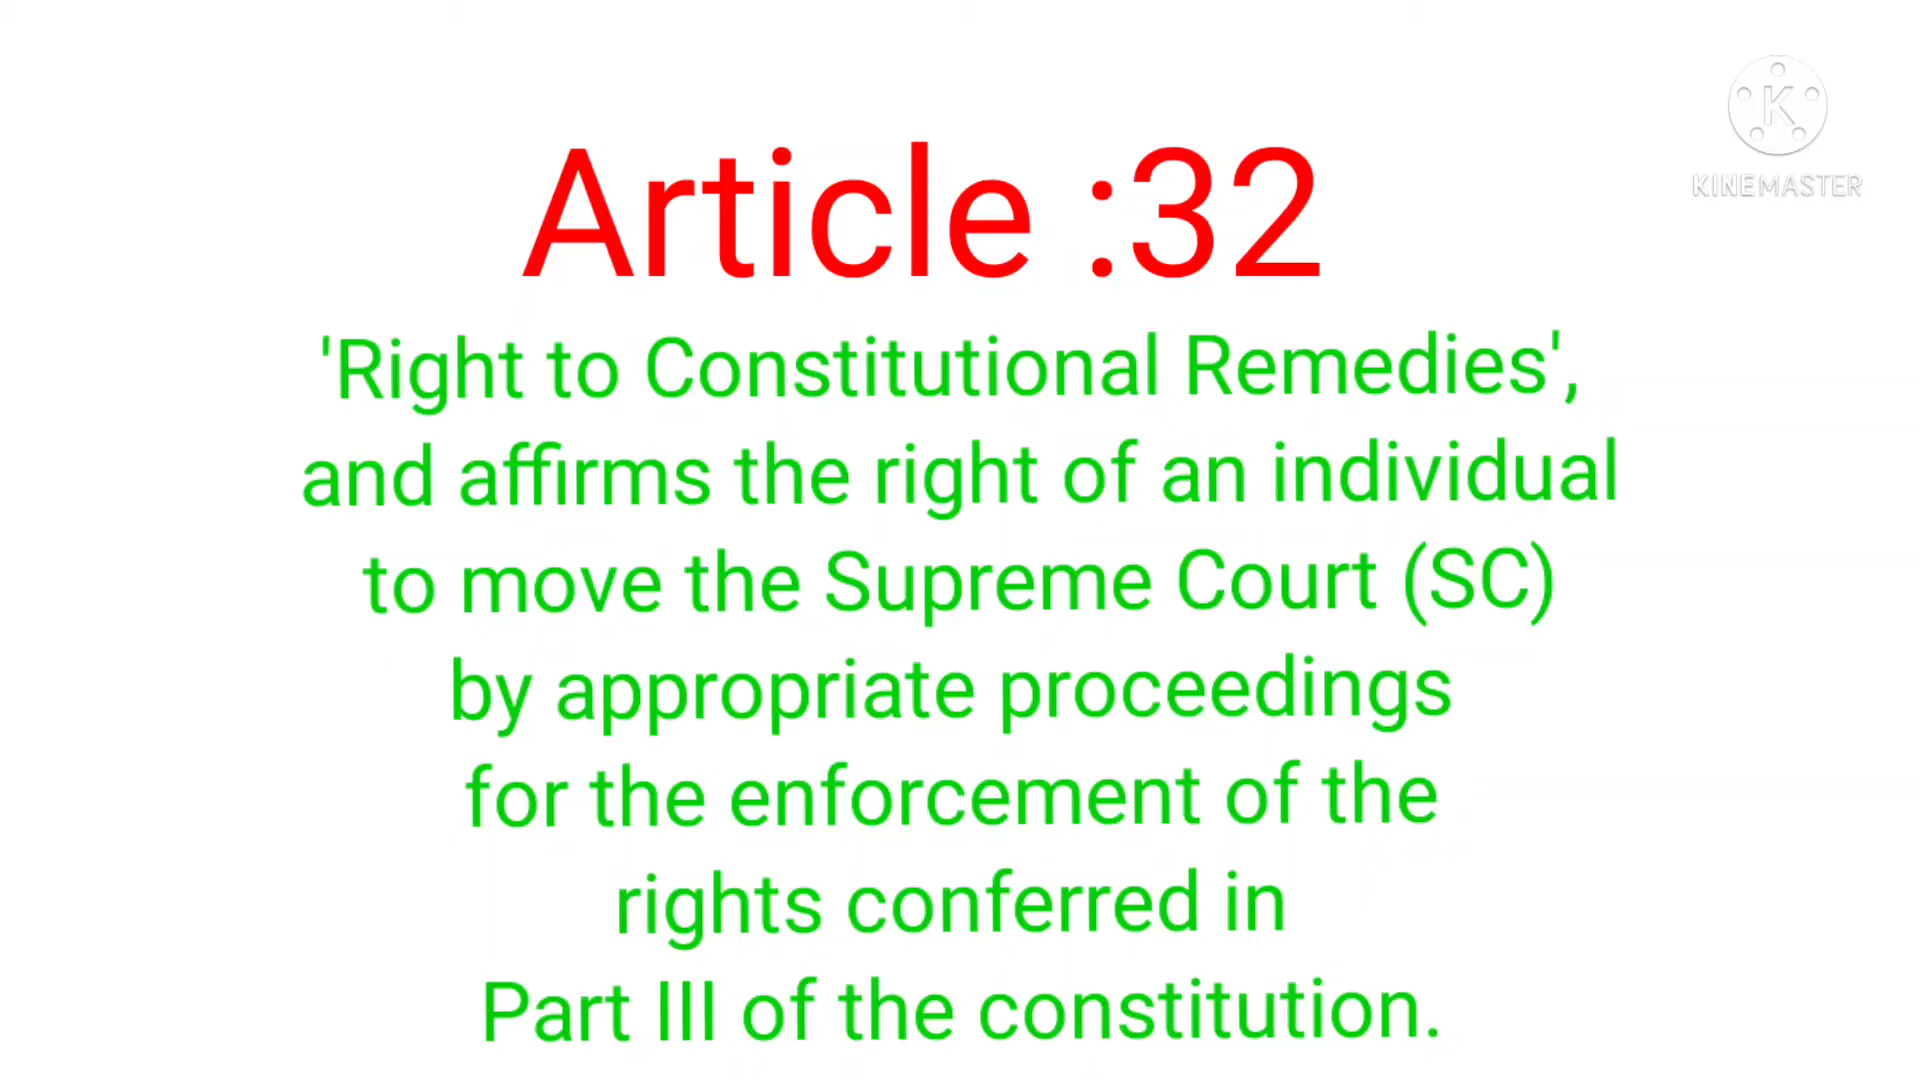 K
KINEMASTER
Article :32
'Right to Constitutional Remedies',
and affirms the right of an individual
to move the Supreme Court (SC)
by appropriate proceedings
for the enforcement of the
rights conferred in
Part III of the constitution.